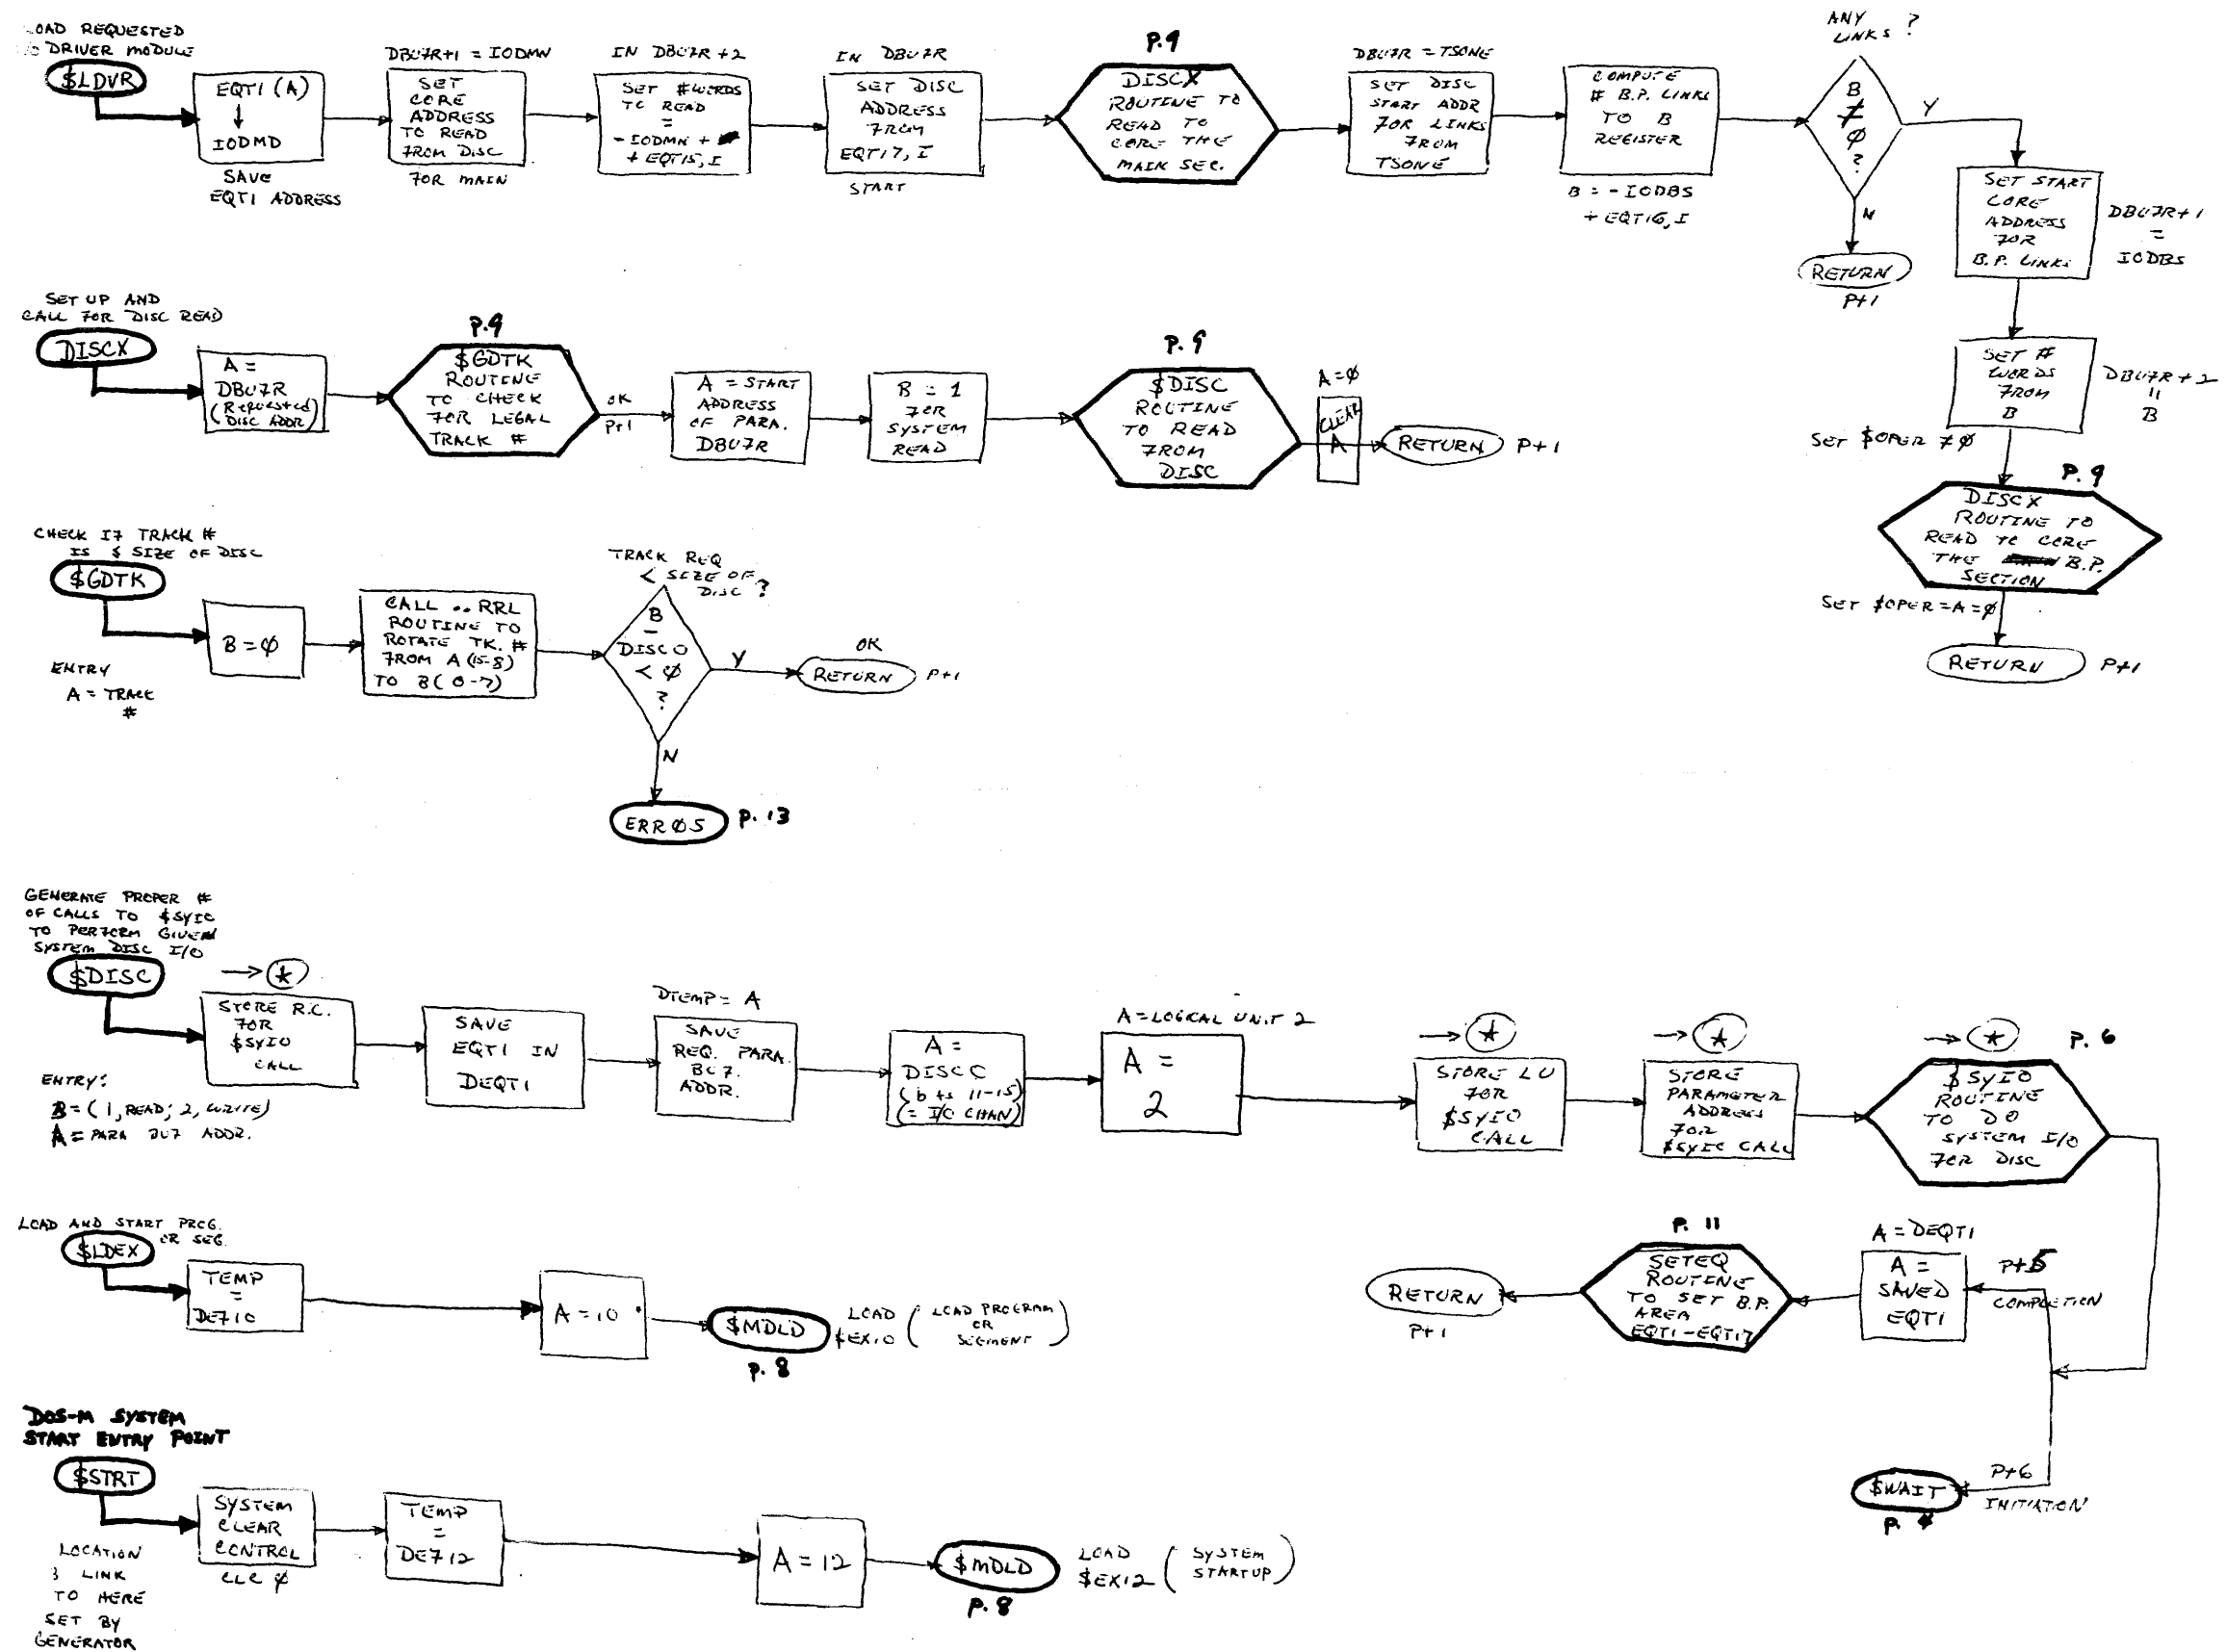 LOAD REQUESTED
I/O DRIVER MODULE
$LDVR
EQT1 (A)
↓
IODMD
SAVE
EQT1 ADDRESS
DBUFR+1 = IODMN
SET
CORE
ADDRESS
TO READ
FROM DISC
FOR MAIN
IN DBUFR+2
SET #WORDS
TO READ
=
-IODMN +
+ EQT15, I
IN DBUFR
SET DISC
ADDRESS
FROM
EQT17, I
START
P.9
DISCX
ROUTINE TO
READ TO
CORE THE
MAIN SEC.
DBUFR = TSONE
SET DISC
START ADDR
FOR LINKS
FROM
TSONE
COMPUTE
# B.P. LINKS
TO B
REGISTER
B = -IODBS
+ EQT16, I
ANY
LINKS ?
B
≠
Ø
?
Y
N
RETURN
P+1
SET START
CORE
ADDRESS
FOR
B.P. LINKS
DBUFR+1
=
IODBS
SET #
WORDS
FROM
B
DBUFR+2
=
B
SET $OPER ≠ Ø
P.9
DISCX
ROUTINE TO
READ TO CORE
THE B.P.
SECTION
SET $OPER=A=Ø
RETURN P+1
SET UP AND
CALL FOR DISC READ
DISCX
A =
DBUFR
(REQUESTED
DISC ADDR)
P.9
$GDTK
ROUTINE
TO CHECK
FOR LEGAL
TRACK #
OK
P+1
A = START
ADDRESS
OF PARA.
DBUFR
B = 1
FOR
SYSTEM
READ
P.9
$DISC
ROUTINE
TO READ
FROM
DISC
A=Ø
CLEAR
A
RETURN P+1
CHECK IF TRACK #
IS ≤ SIZE OF DISC
$GDTK
ENTRY
A = TRACK
#
B=Ø
CALL ..RRL
ROUTINE TO
ROTATE TK. #
FROM A (15-8)
TO B (0-7)
TRACK REQ
< SIZE OF
DISC ?
B
-
DISCO
< Ø
?
Y
OK
RETURN P+1
N
ERRØ5 P.13
GENERATE PROPER #
OF CALLS TO $SYIO
TO PERFORM GIVEN
SYSTEM DISC I/O
$DISC
ENTRY:
B=(1, READ; 2, WRITE)
A = PARA BUF ADDR.
→ ★
STORE R.C.
FOR
$SYIO
CALL
SAVE
EQT1 IN
DEQT1
DTEMP = A
SAVE
REQ. PARA.
BUF.
ADDR.
A =
DISCO
(bits 11-15)
(= I/O CHAN)
A = LOGICAL UNIT 2
A =
2
→ ★
STORE LU
FOR
$SYIO
CALL
→ ★
STORE
PARAMETER
ADDRESS
FOR
$SYIO CALL
→ ★
P. 6
$SYIO
ROUTINE
TO DO
SYSTEM I/O
FOR DISC
A = DEQT1
A =
SAVED
EQT1
P+5
COMPLETION
P. 11
SETEQ
ROUTINE
TO SET B.P.
AREA
EQT1-EQT17
RETURN
P+1
P+6
INITIATION
$WAIT
LOAD AND START PROG.
OR SEG.
$LDEX
TEMP
=
DEF10
A=10
$MDLD
P. 8
LOAD
$EX10
(LOAD PROGRAM
OR
SEGMENT)
DOS-M SYSTEM
START ENTRY POINT
$STRT
LOCATION
3 LINK
TO HERE
SET BY
GENERATOR
SYSTEM
CLEAR
CONTROL
CLC Ø
TEMP
=
DEF12
A=12
$MDLD
P.8
LOAD
$EX12
(SYSTEM
STARTUP)